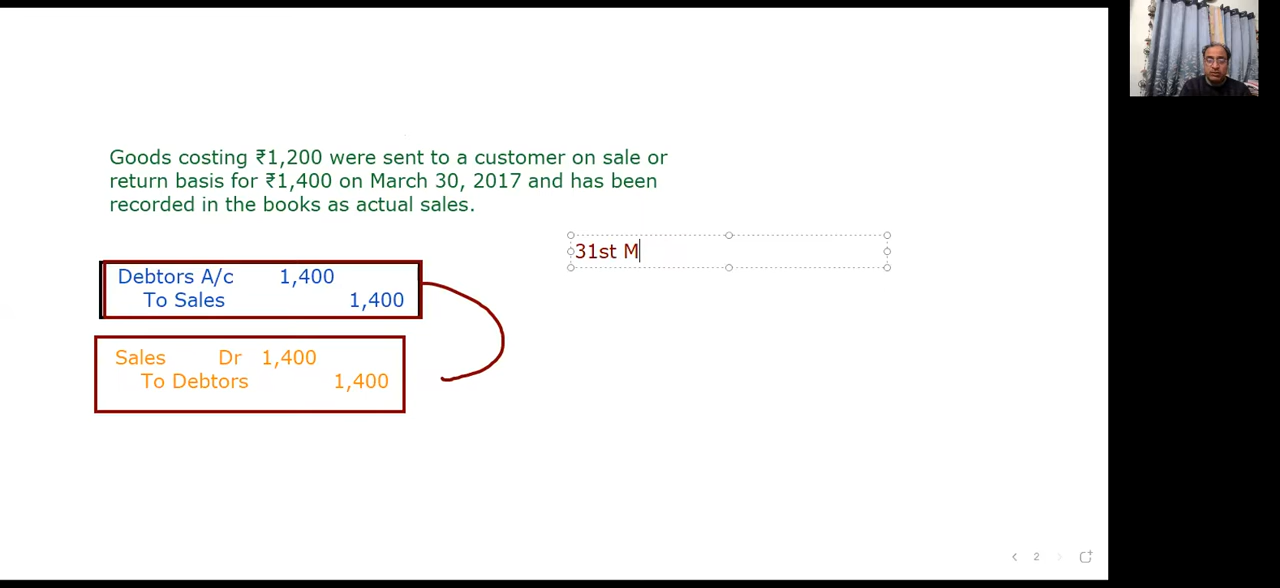 Goods costing ₹1,200 were sent to a customer on sale or
return basis for ₹1,400 on March 30, 2017 and has been
recorded in the books as actual sales.
31st M
Debtors A/c 1,400
To Sales 1,400
Sales Dr 1,400
To Debtors 1,400
2